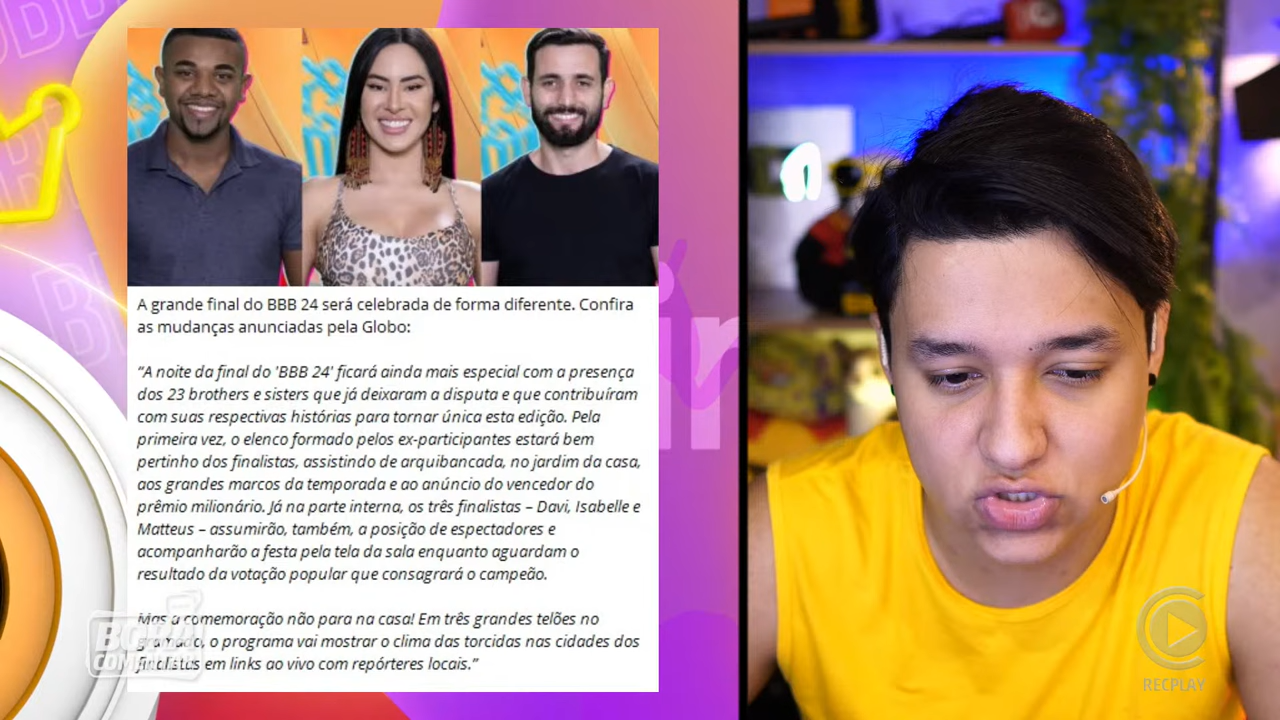 A grande final do BBB 24 será celebrada de forma diferente. Confira
as mudanças anunciadas pela Globo:
“A noite da final do 'BBB 24' ficará ainda mais especial com a presença
dos 23 brothers e sisters que já deixaram a disputa e que contribuíram
com suas respectivas histórias para tornar única esta edição. Pela
primeira vez, o elenco formado pelos ex-participantes estará bem
pertinho dos finalistas, assistindo de arquibancada, no jardim da casa,
aos grandes marcos da temporada e ao anúncio do vencedor do
prêmio milionário. Já na parte interna, os três finalistas – Davi, Isabelle e
Matteus – assumirão, também, a posição de espectadores e
acompanharão a festa pela tela da sala enquanto aguardam o
resultado da votação popular que consagrará o campeão.
Mas a comemoração não para na casa! Em três grandes telões no
gramado, o programa vai mostrar o clima das torcidas nas cidades dos
finalistas em links ao vivo com repórteres locais.”
RECPLAY